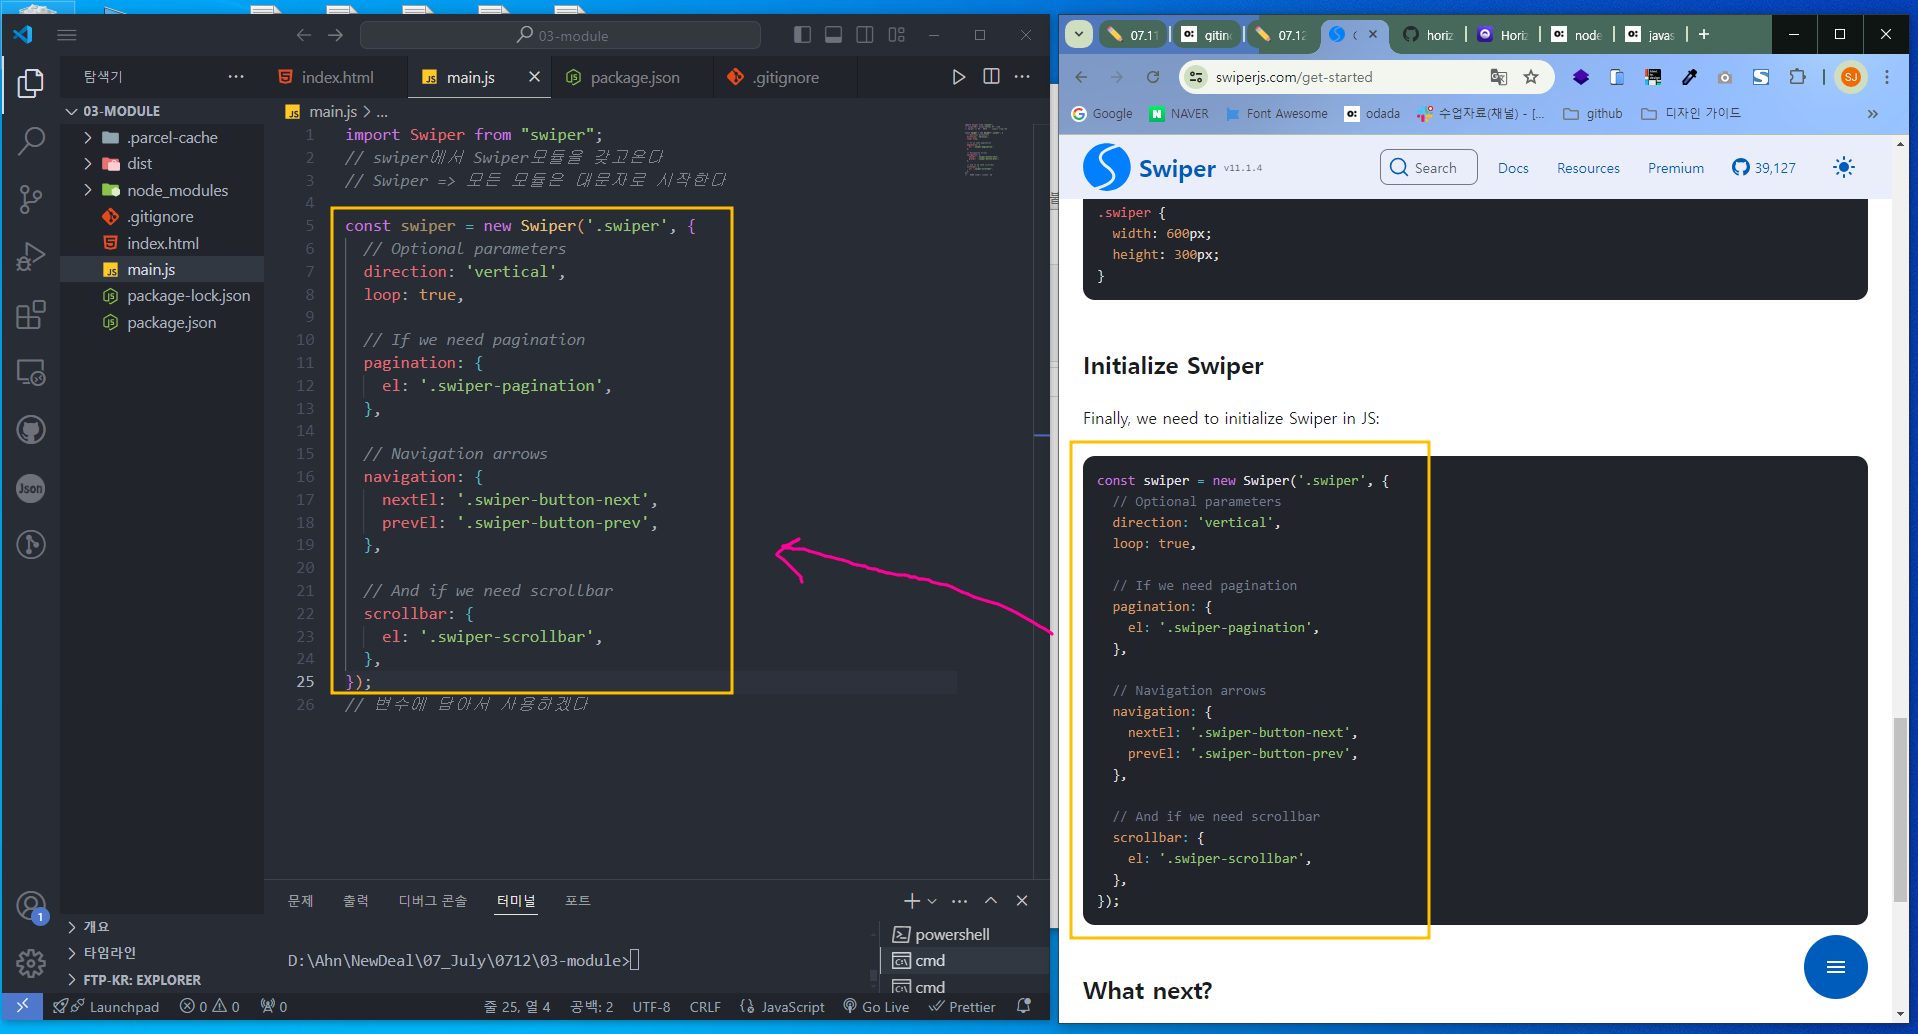 03-module
탐색기
index.html
main.js
package.json
.gitignore
03-MODULE
.parcel-cache
dist
node_modules
.gitignore
index.html
main.js
package-lock.json
package.json
main.js > ...
1 import Swiper from "swiper";
2 // swiper에서 Swiper모듈을 갖고온다
3 // Swiper => 모든 모듈은 대문자로 시작한다
4
5 const swiper = new Swiper('.swiper', {
6 // Optional parameters
7 direction: 'vertical',
8 loop: true,
9
10 // If we need pagination
11 pagination: {
12 el: '.swiper-pagination',
13 },
14
15 // Navigation arrows
16 navigation: {
17 nextEl: '.swiper-button-next',
18 prevEl: '.swiper-button-prev',
19 },
20
21 // And if we need scrollbar
22 scrollbar: {
23 el: '.swiper-scrollbar',
24 },
25 });
26 // 변수에 담아서 사용하겠다
Json
1
개요
타임라인
FTP-KR: EXPLORER
문제 출력 디버그 콘솔 터미널 포트
D:\Ahn\NewDeal\07_July\0712\03-module>
powershell
cmd
cmd
Launchpad 0 0 0 줄 25, 열 4 공백: 2 UTF-8 CRLF JavaScript Go Live Prettier
07.11 gitin 07.12 horiz Horiz node javas
swiperjs.com/get-started
SJ
Google NAVER Font Awesome odada 수업자료(채널) - [... github 디자인 가이드
Swiper v11.1.4 Search Docs Resources Premium 39,127
.swiper {
width: 600px;
height: 300px;
}
Initialize Swiper
Finally, we need to initialize Swiper in JS:
const swiper = new Swiper('.swiper', {
// Optional parameters
direction: 'vertical',
loop: true,
// If we need pagination
pagination: {
el: '.swiper-pagination',
},
// Navigation arrows
navigation: {
nextEl: '.swiper-button-next',
prevEl: '.swiper-button-prev',
},
// And if we need scrollbar
scrollbar: {
el: '.swiper-scrollbar',
},
});
What next?